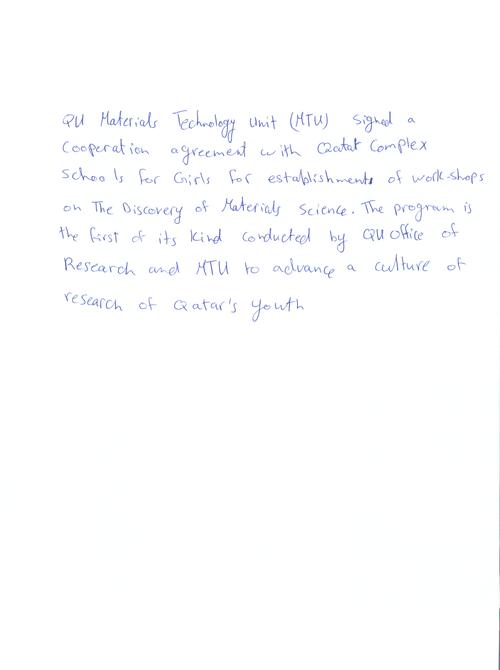 QU Materials Technology Unit (MTU) Signed a
Cooperation agreement with Qatat Complex
Schools for Girls for establishments of work-shops
on The Discovery of Materials Science. The program is
the first of its Kind conducted by QU Office of
Research and MTU to advance a culture of
research of Qatar's youth